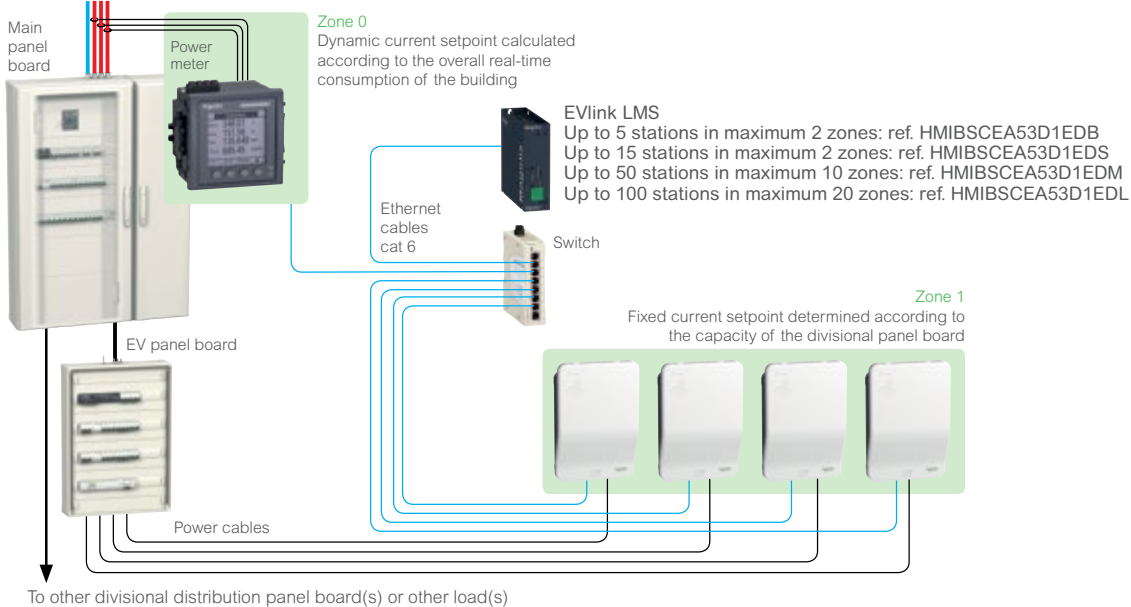 Main
panel
board
Power
meter
Zone 0
Dynamic current setpoint calculated
according to the overall real-time
consumption of the building
EVlink LMS
Up to 5 stations in maximum 2 zones: ref. HMIBSCEA53D1EDB
Up to 15 stations in maximum 2 zones: ref. HMIBSCEA53D1EDS
Up to 50 stations in maximum 10 zones: ref. HMIBSCEA53D1EDM
Up to 100 stations in maximum 20 zones: ref. HMIBSCEA53D1EDL
Ethernet
cables
cat 6
Switch
Zone 1
Fixed current setpoint determined according to
the capacity of the divisional panel board
EV panel board
Power cables
To other divisional distribution panel board(s) or other load(s)